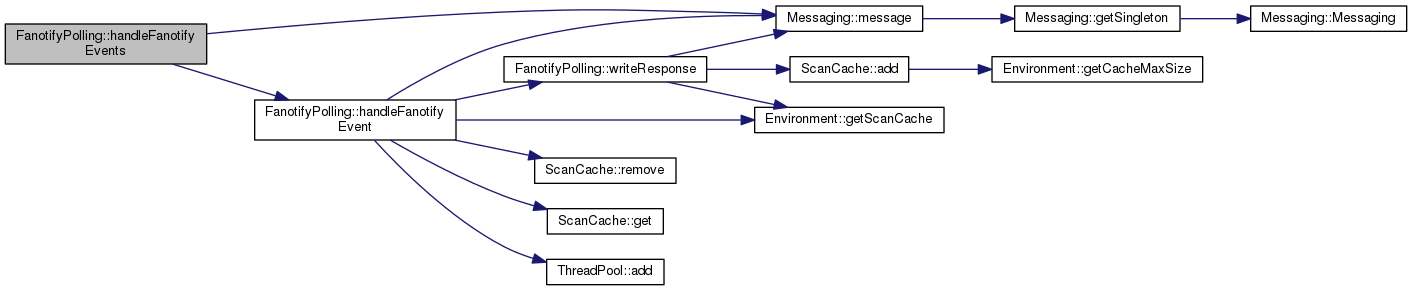 FanotifyPolling::handleFanotify
Events
FanotifyPolling::handleFanotify
Event
FanotifyPolling::writeResponse
Messaging::message
Messaging::getSingleton
Messaging::Messaging
ScanCache::add
Environment::getCacheMaxSize
Environment::getScanCache
ScanCache::remove
ScanCache::get
ThreadPool::add